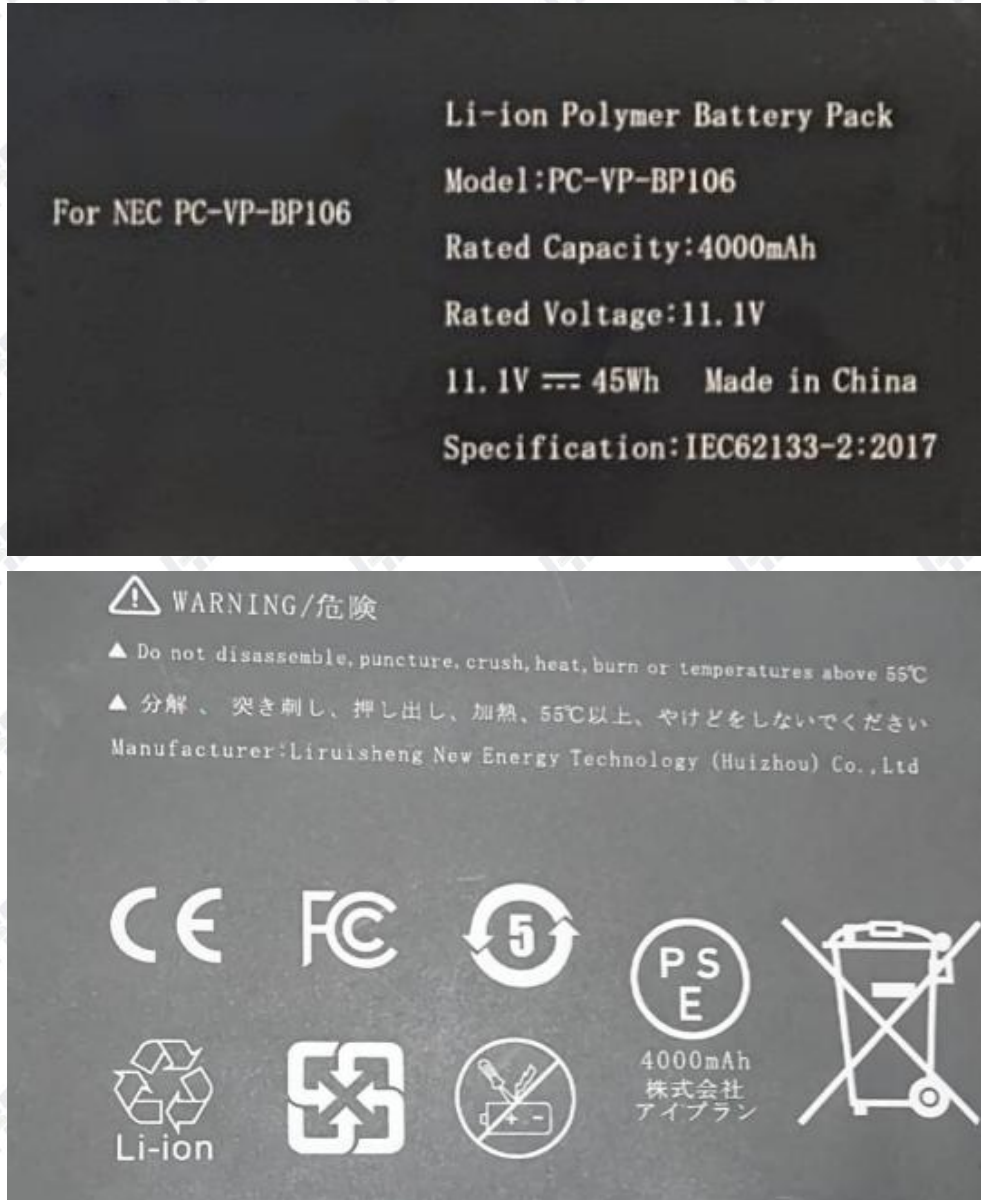 For NEC PC-VP-BP106
Li-ion Polymer Battery Pack
Model:PC-VP-BP106
Rated Capacity:4000mAh
Rated Voltage:11.1V
11.1V ⎓ 45Wh Made in China
Specification:IEC62133-2:2017
WARNING/危険
▲ Do not disassemble,puncture,crush,heat,burn or temperatures above 55℃
▲ 分解 、 突き刺し、押し出し、加熱、55℃以上、やけどをしないでください
Manufacturer:Liruisheng New Energy Technology (Huizhou) Co.,Ltd
CE FC 5
PS
E
4000mAh
株式会社
アイプラン
Li-ion
+ -